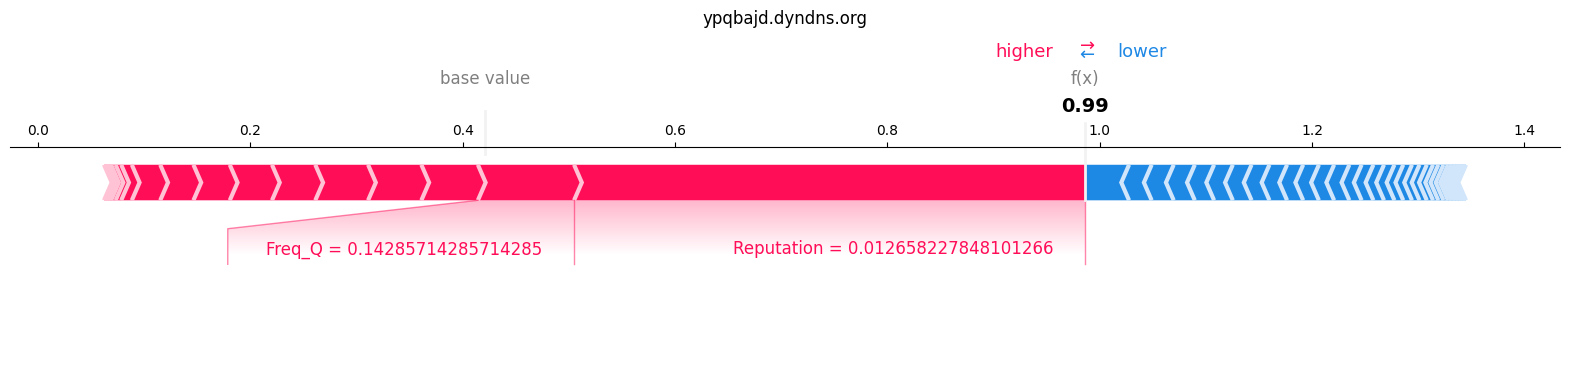 ypqbajd.dyndns.org
higher ⇄ lower
base value f(x)
0.99
0.0 0.2 0.4 0.6 0.8 1.0 1.2 1.4
Freq_Q = 0.14285714285714285 Reputation = 0.012658227848101266